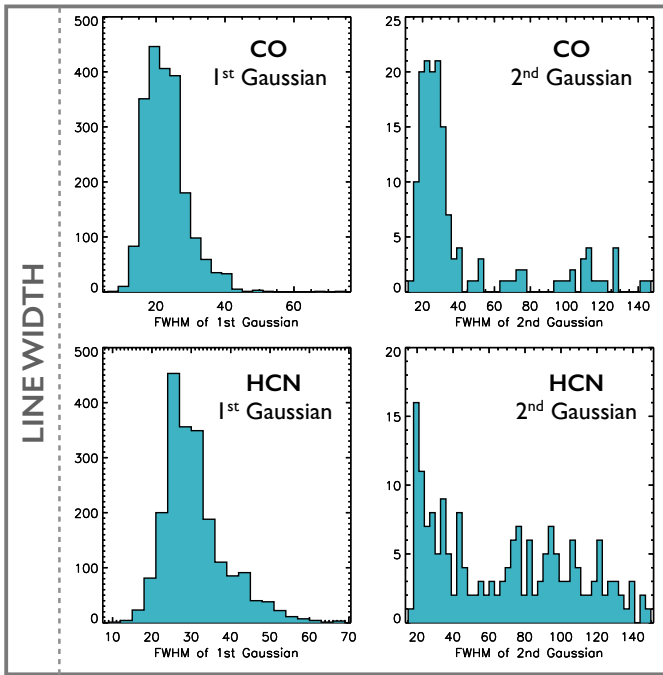 LINEWIDTH
CO
1st Gaussian
500
400
300
200
100
0
20 40 60
FWHM of 1st Gaussian
CO
2nd Gaussian
25
20
15
10
5
0
20 40 60 80 100 120 140
FWHM of 2nd Gaussian
HCN
1st Gaussian
500
400
300
200
100
0
10 20 30 40 50 60 70
FWHM of 1st Gaussian
HCN
2nd Gaussian
20
15
10
5
0
20 40 60 80 100 120 140
FWHM of 2nd Gaussian